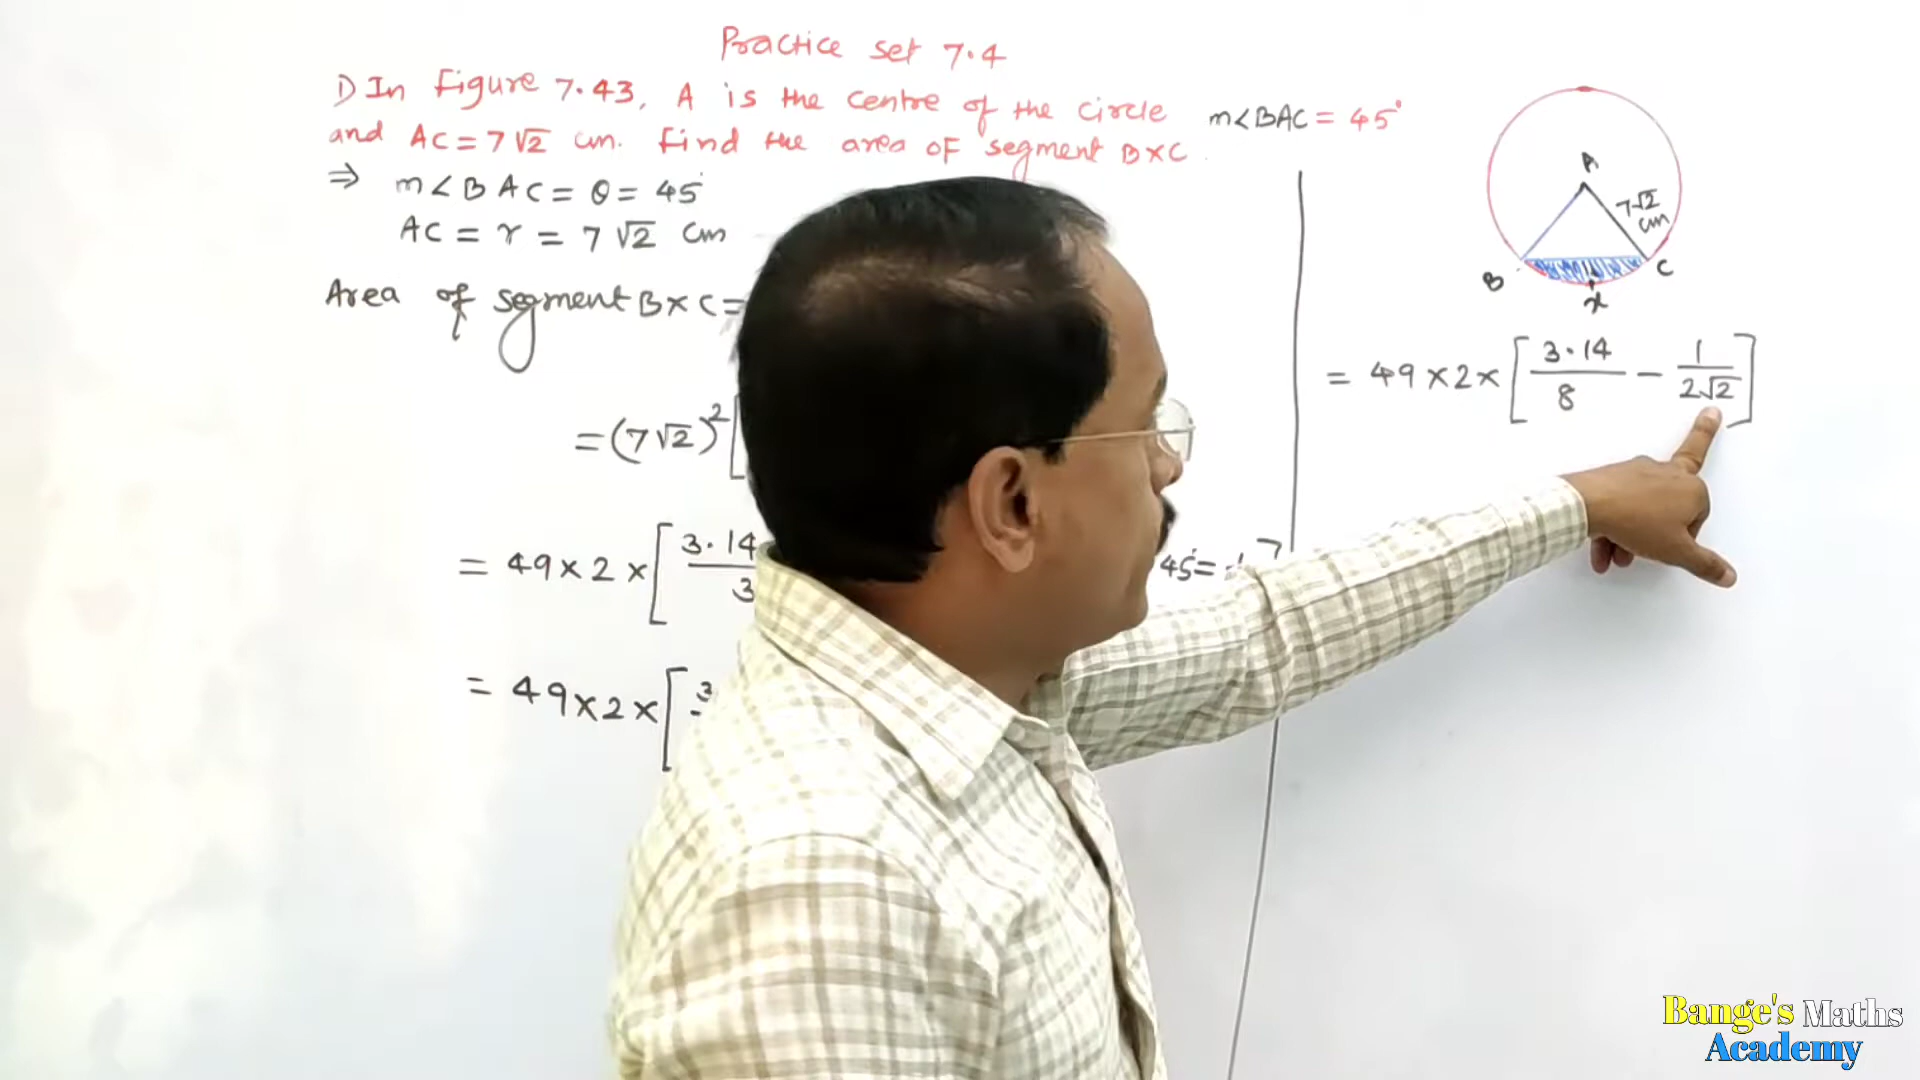 Practice set 7.4
1) In figure 7.43, A is the centre of the circle m∠BAC = 45°
and AC = 7√2 cm. Find the area of segment BXC.
⇒ m∠BAC = θ = 45°
AC = r = 7√2 cm
Area of segment BXC =
= (7√2)² [
= 49 × 2 × [ 3.14 / 3
45° =
= 49 × 2 × [ 3
A
7√2 cm
B
C
x
= 49 × 2 × [ 3.14 / 8 − 1 / 2√2 ]
Bange's Maths
Academy